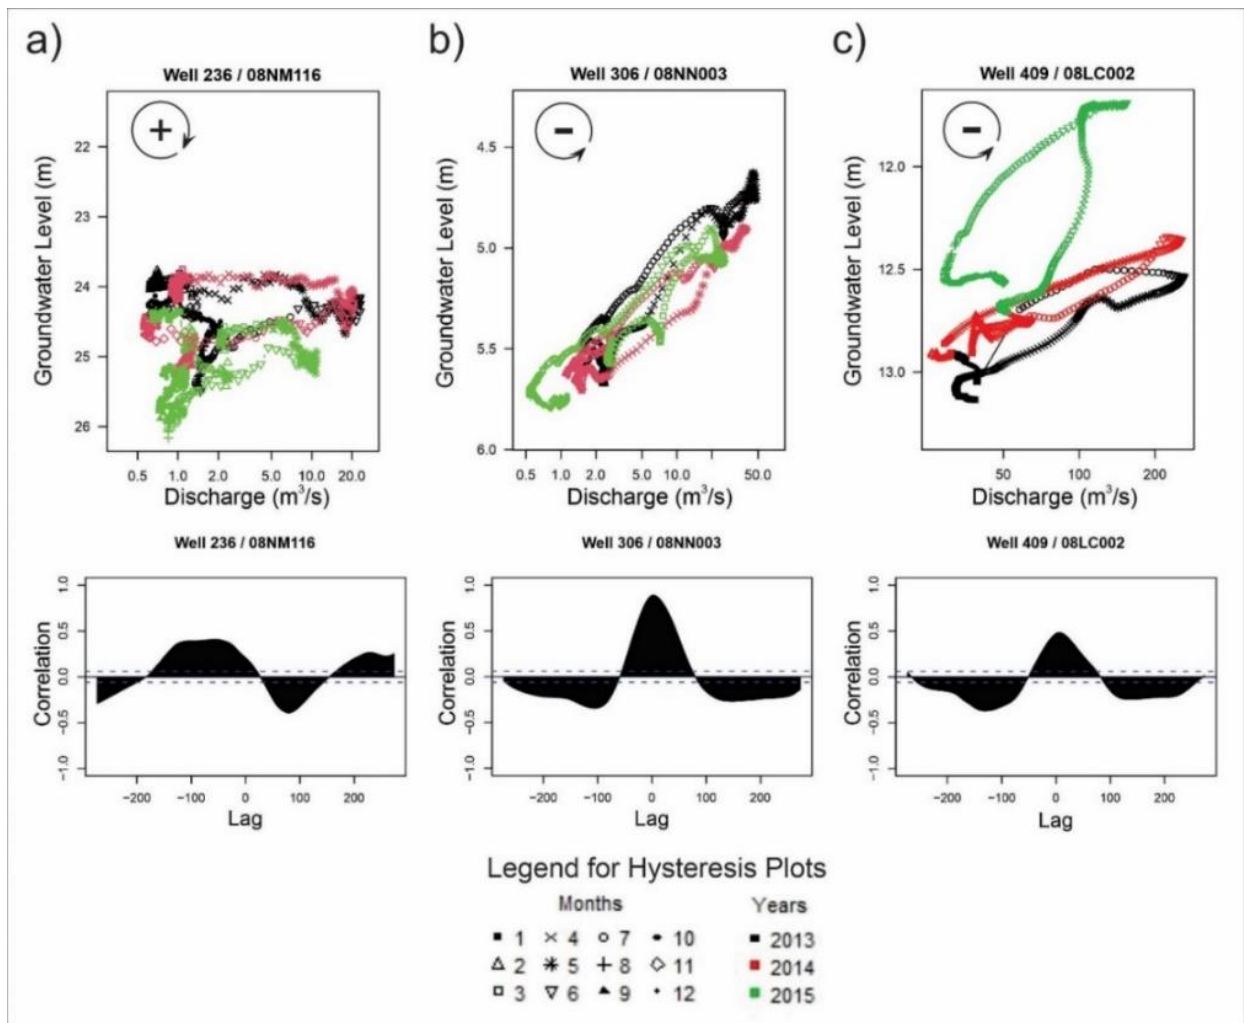 a)
Well 236 / 08NM116
+
Groundwater Level (m)
22
23
24
25
26
0.5 1.0 2.0 5.0 10.0 20.0
Discharge (m³/s)
b)
Well 306 / 08NN003
-
Groundwater Level (m)
4.5
5.0
5.5
6.0
0.5 1.0 2.0 5.0 10.0 50.0
Discharge (m³/s)
c)
Well 409 / 08LC002
-
Groundwater Level (m)
12.0
12.5
13.0
50 100 200
Discharge (m³/s)
Well 236 / 08NM116
Correlation
1.0
0.5
0.0
−0.5
−1.0
−200 −100 0 100 200
Lag
Well 306 / 08NN003
Correlation
1.0
0.5
0.0
−0.5
−1.0
−200 −100 0 100 200
Lag
Well 409 / 08LC002
Correlation
1.0
0.5
0.0
−0.5
−1.0
−200 −100 0 100 200
Lag
Legend for Hysteresis Plots
Months Years
1 4 7 10 2013
2 5 8 11 2014
3 6 9 12 2015